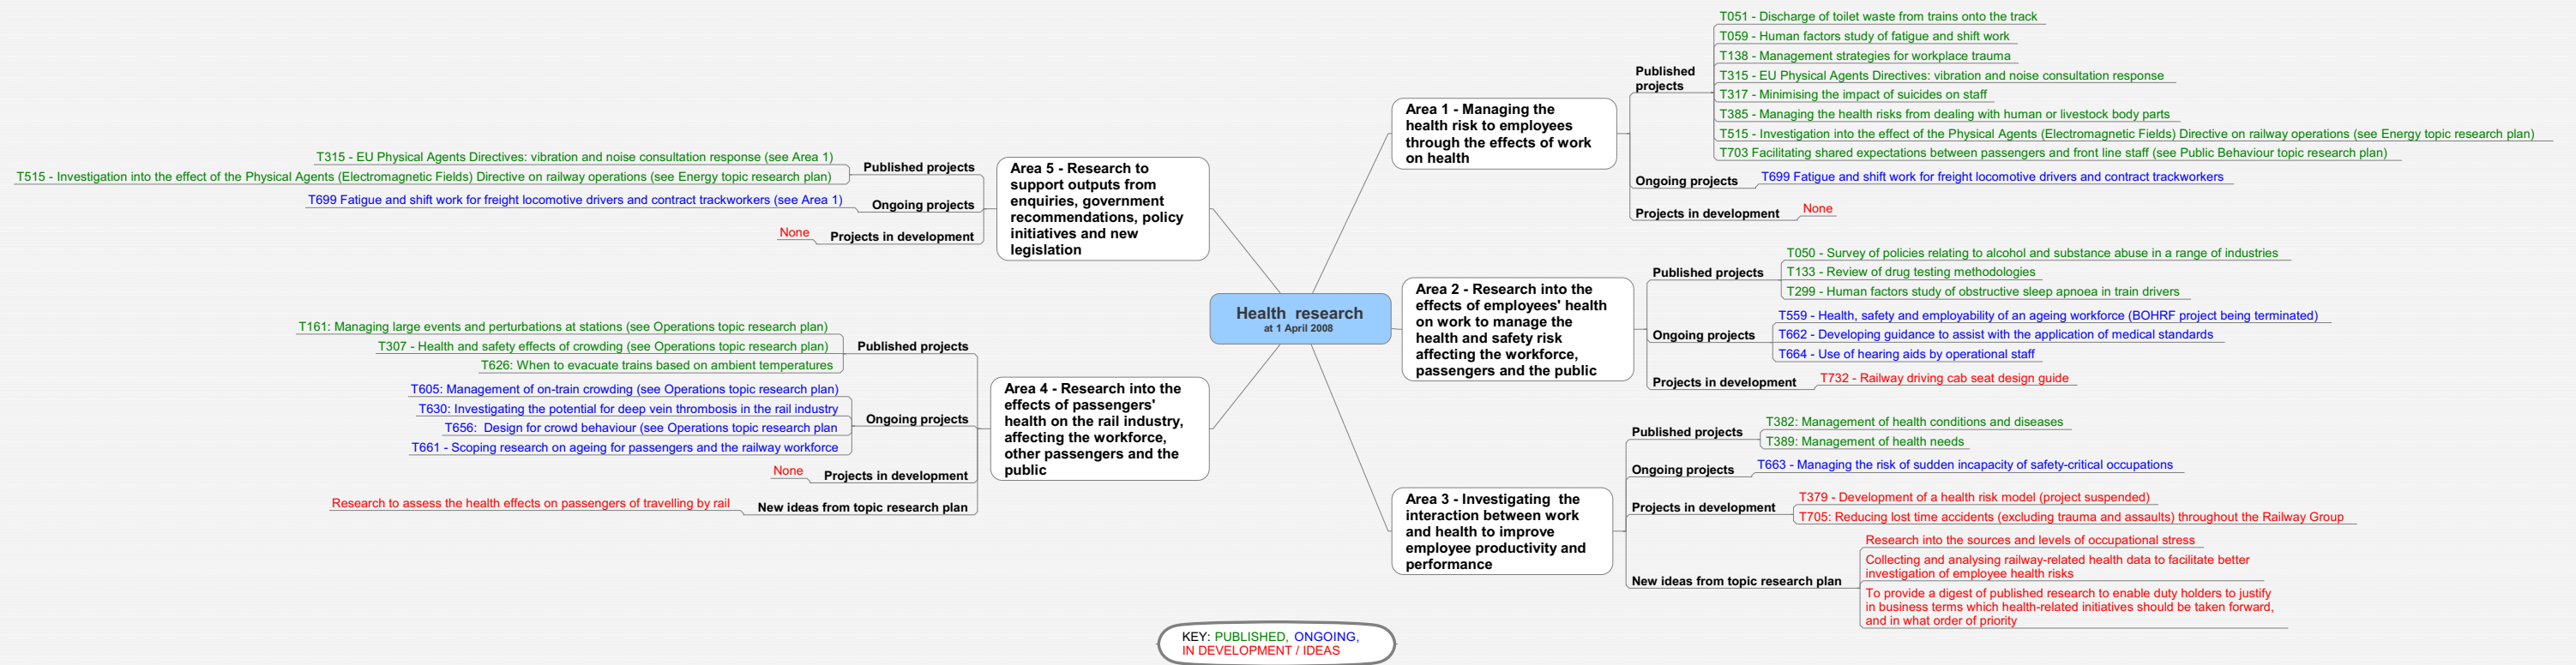 Health research
at 1 April 2008
Area 1 - Managing the
health risk to employees
through the effects of work
on health
Published
projects
T051 - Discharge of toilet waste from trains onto the track
T059 - Human factors study of fatigue and shift work
T138 - Management strategies for workplace trauma
T315 - EU Physical Agents Directives: vibration and noise consultation response
T317 - Minimising the impact of suicides on staff
T385 - Managing the health risks from dealing with human or livestock body parts
T515 - Investigation into the effect of the Physical Agents (Electromagnetic Fields) Directive on railway operations (see Energy topic research plan)
T703 Facilitating shared expectations between passengers and front line staff (see Public Behaviour topic research plan)
Ongoing projects
T699 Fatigue and shift work for freight locomotive drivers and contract trackworkers
Projects in development
None
Area 2 - Research into the
effects of employees' health
on work to manage the
health and safety risk
affecting the workforce,
passengers and the public
Published projects
T050 - Survey of policies relating to alcohol and substance abuse in a range of industries
T133 - Review of drug testing methodologies
T299 - Human factors study of obstructive sleep apnoea in train drivers
Ongoing projects
T559 - Health, safety and employability of an ageing workforce (BOHRF project being terminated)
T662 - Developing guidance to assist with the application of medical standards
T664 - Use of hearing aids by operational staff
Projects in development
T732 - Railway driving cab seat design guide
Area 3 - Investigating the
interaction between work
and health to improve
employee productivity and
performance
Published projects
T382: Management of health conditions and diseases
T389: Management of health needs
Ongoing projects
T663 - Managing the risk of sudden incapacity of safety-critical occupations
Projects in development
T379 - Development of a health risk model (project suspended)
T705: Reducing lost time accidents (excluding trauma and assaults) throughout the Railway Group
New ideas from topic research plan
Research into the sources and levels of occupational stress
Collecting and analysing railway-related health data to facilitate better
investigation of employee health risks
To provide a digest of published research to enable duty holders to justify
in business terms which health-related initiatives should be taken forward,
and in what order of priority
Area 4 - Research into the
effects of passengers'
health on the rail industry,
affecting the workforce,
other passengers and the
public
Published projects
T161: Managing large events and perturbations at stations (see Operations topic research plan)
T307 - Health and safety effects of crowding (see Operations topic research plan)
T626: When to evacuate trains based on ambient temperatures
Ongoing projects
T605: Management of on-train crowding (see Operations topic research plan)
T630: Investigating the potential for deep vein thrombosis in the rail industry
T656: Design for crowd behaviour (see Operations topic research plan
T661 - Scoping research on ageing for passengers and the railway workforce
Projects in development
None
New ideas from topic research plan
Research to assess the health effects on passengers of travelling by rail
Area 5 - Research to
support outputs from
enquiries, government
recommendations, policy
initiatives and new
legislation
Published projects
T315 - EU Physical Agents Directives: vibration and noise consultation response (see Area 1)
T515 - Investigation into the effect of the Physical Agents (Electromagnetic Fields) Directive on railway operations (see Energy topic research plan)
Ongoing projects
T699 Fatigue and shift work for freight locomotive drivers and contract trackworkers (see Area 1)
Projects in development
None
KEY: PUBLISHED, ONGOING,
IN DEVELOPMENT / IDEAS